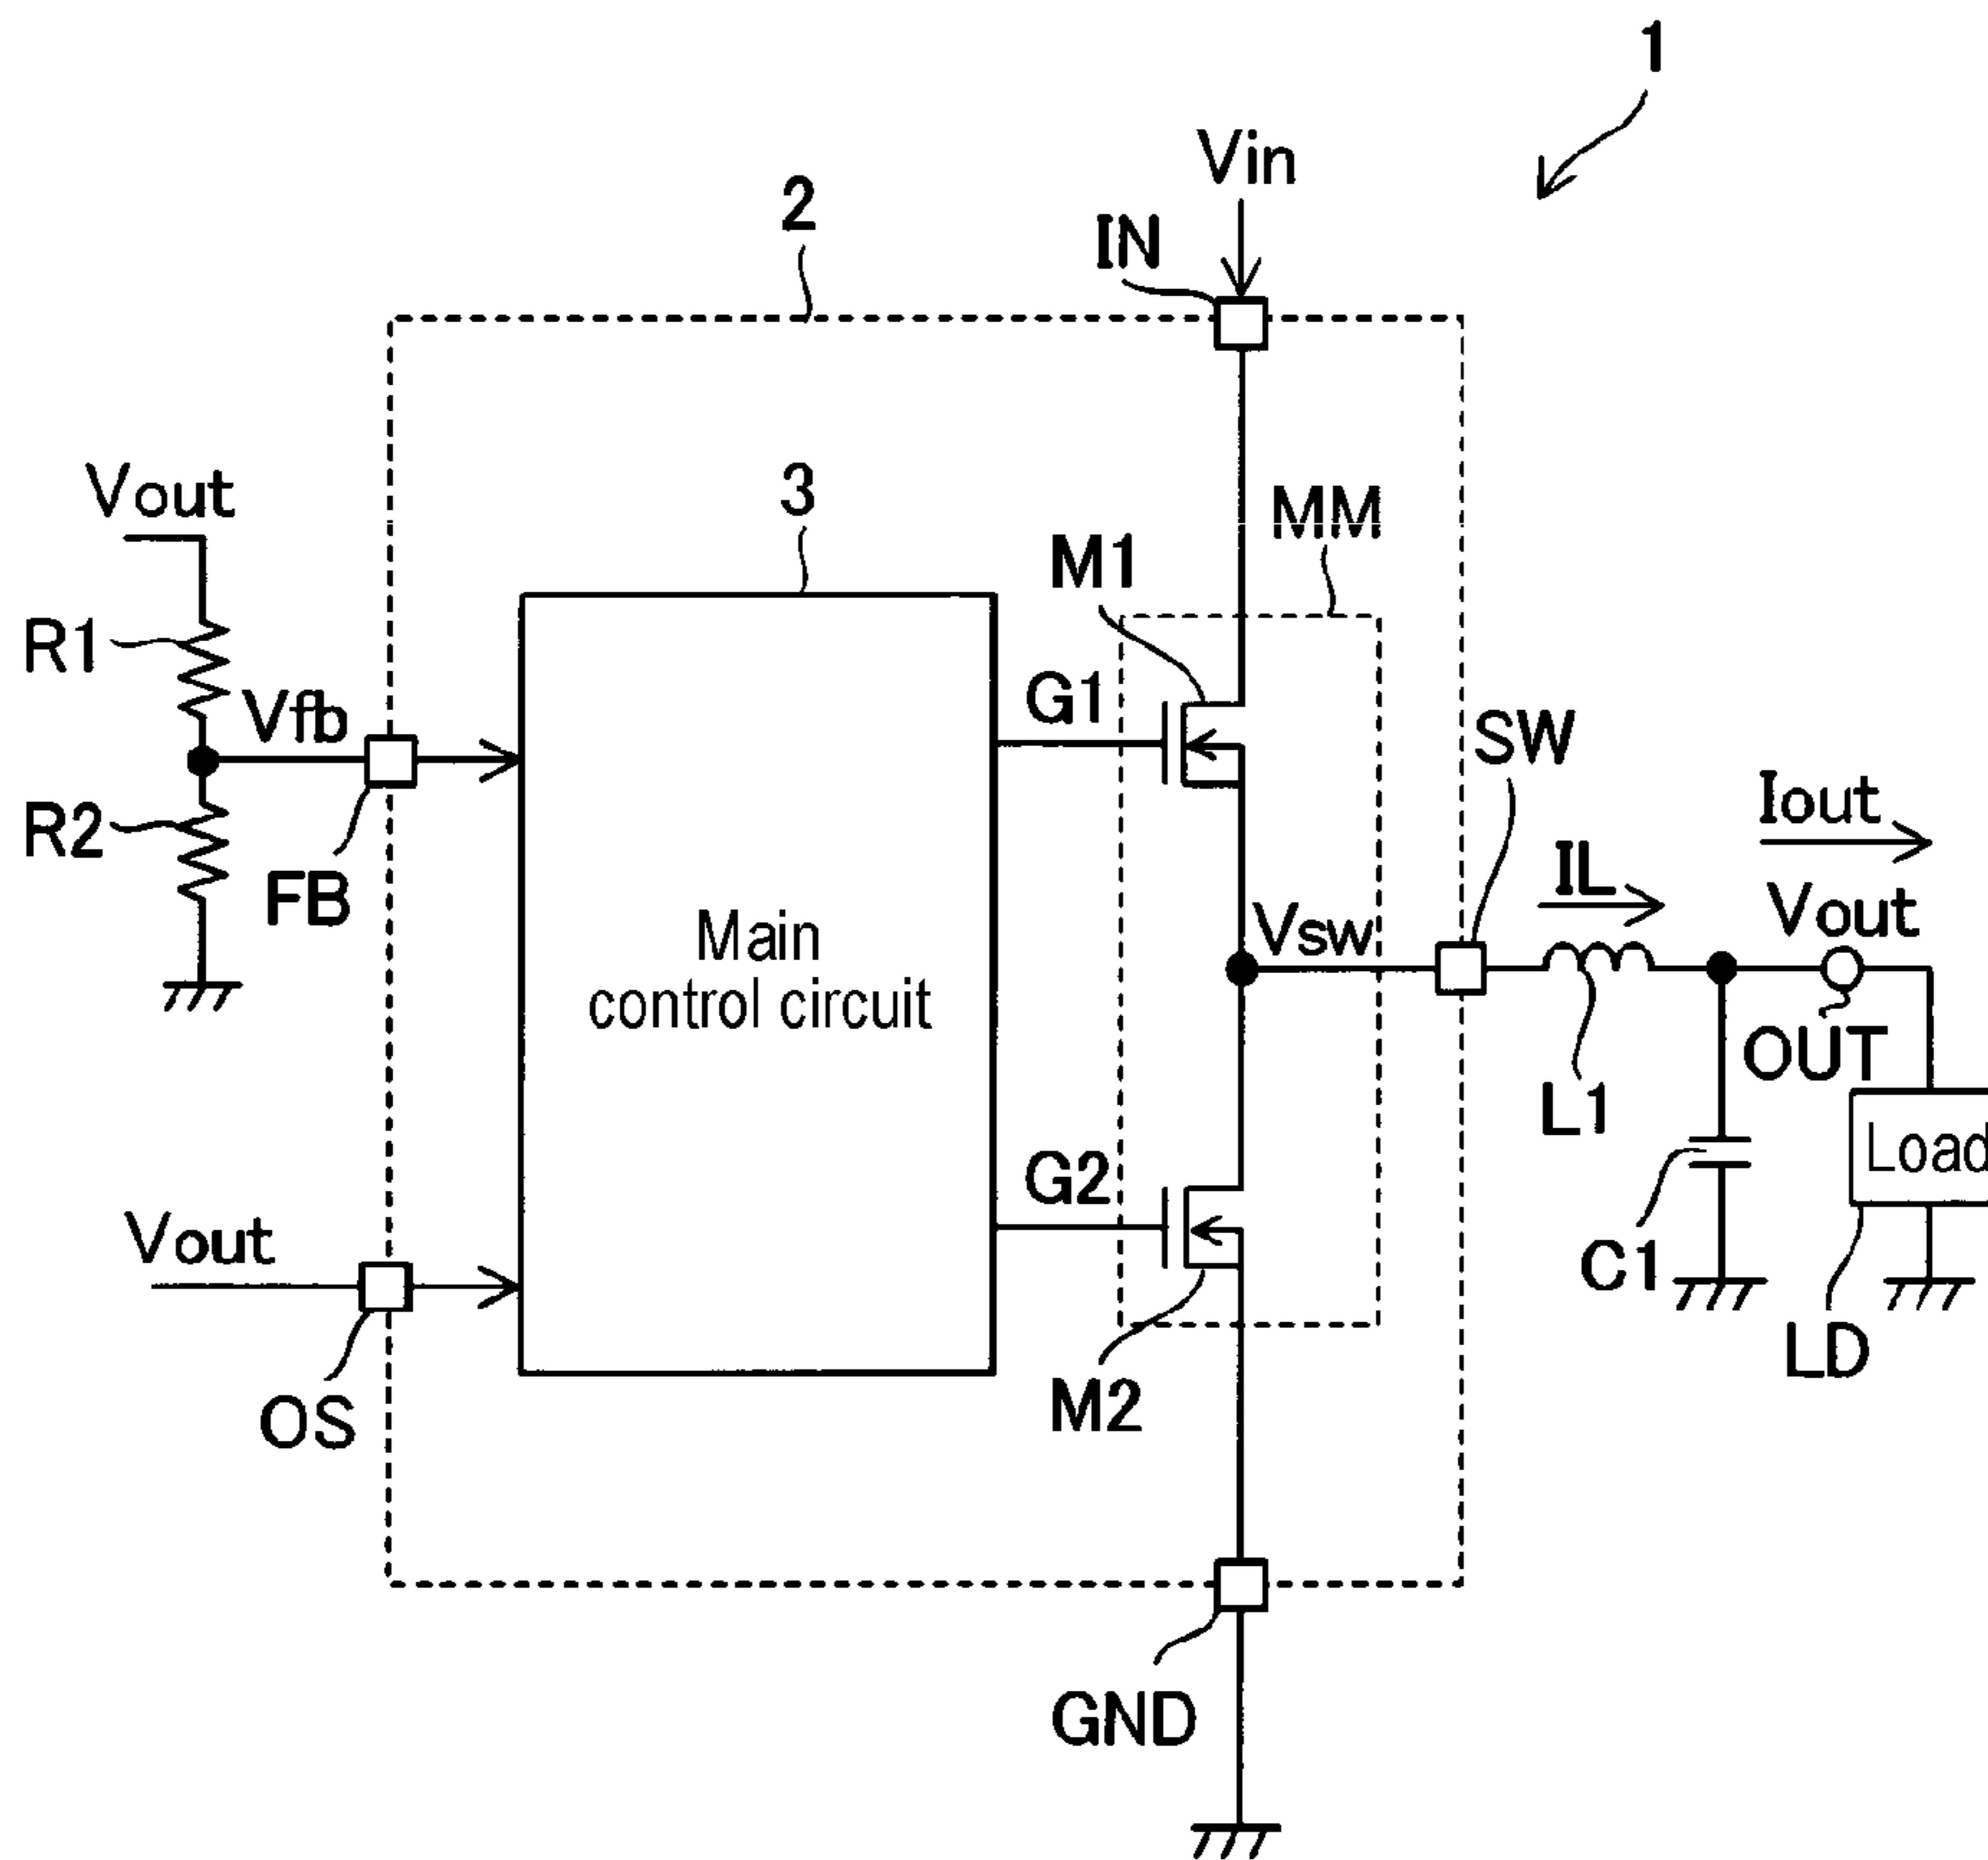 1
Vin
2
IN
Vout
3
MM
M1
R1
G1
Vfb
SW
Iout
R2
IL
FB
Vout
Main
Vsw
control circuit
OUT
L1
Load
G2
Vout
C1
LD
OS
M2
GND